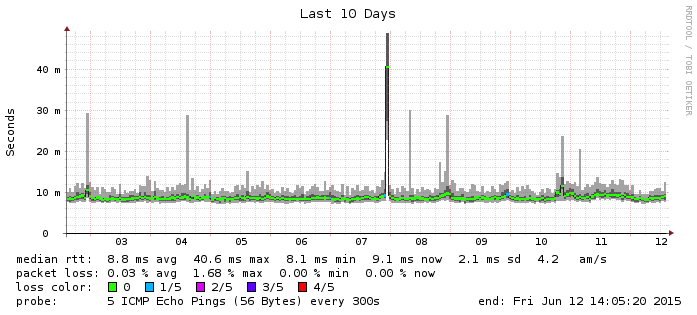 Last 10 Days
RRDTOOL / TOBI OETIKER
Seconds
40 m
30 m
20 m
10 m
0
03 04 05 06 07 08 09 10 11 12
median rtt: 8.8 ms avg 40.6 ms max 8.1 ms min 9.1 ms now 2.1 ms sd 4.2 am/s
packet loss: 0.03 % avg 1.68 % max 0.00 % min 0.00 % now
loss color: 0 1/5 2/5 3/5 4/5
probe: 5 ICMP Echo Pings (56 Bytes) every 300s end: Fri Jun 12 14:05:20 2015